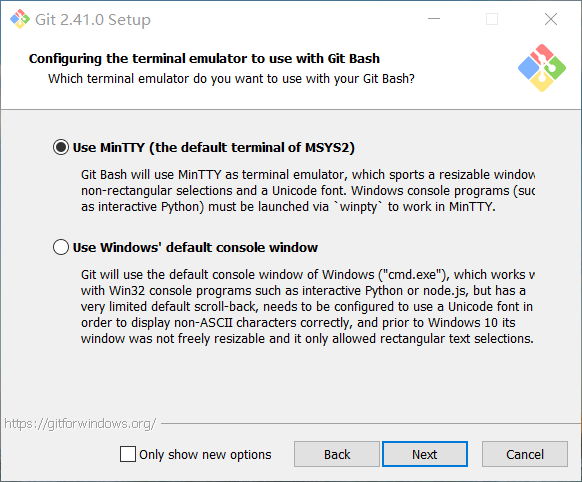 Git 2.41.0 Setup
Configuring the terminal emulator to use with Git Bash
Which terminal emulator do you want to use with your Git Bash?
Use MinTTY (the default terminal of MSYS2)
Git Bash will use MinTTY as terminal emulator, which sports a resizable window
non-rectangular selections and a Unicode font. Windows console programs (suc
as interactive Python) must be launched via `winpty` to work in MinTTY.
Use Windows' default console window
Git will use the default console window of Windows ("cmd.exe"), which works w
with Win32 console programs such as interactive Python or node.js, but has a
very limited default scroll-back, needs to be configured to use a Unicode font in
order to display non-ASCII characters correctly, and prior to Windows 10 its
window was not freely resizable and it only allowed rectangular text selections.
https://gitforwindows.org/
Only show new options
Back
Next
Cancel